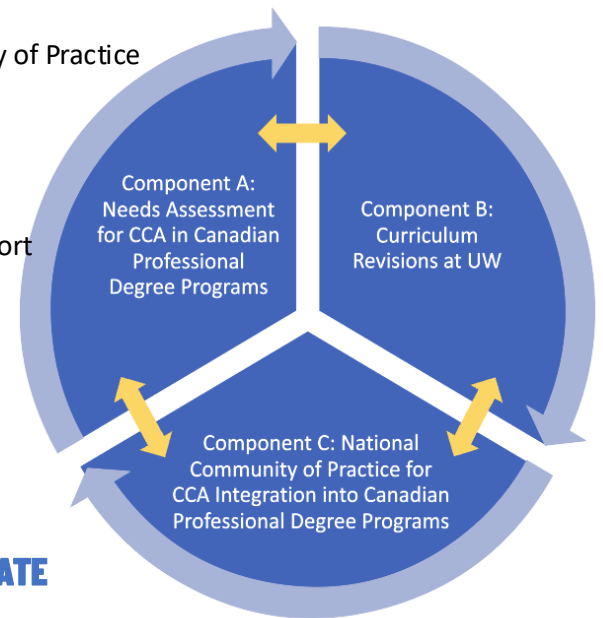 y of Practice
ort
ATE
Component A:
Needs Assessment
for CCA in Canadian
Professional
Degree Programs
Component B:
Curriculum
Revisions at UW
Component C: National
Community of Practice for
CCA Integration into Canadian
Professional Degree Programs